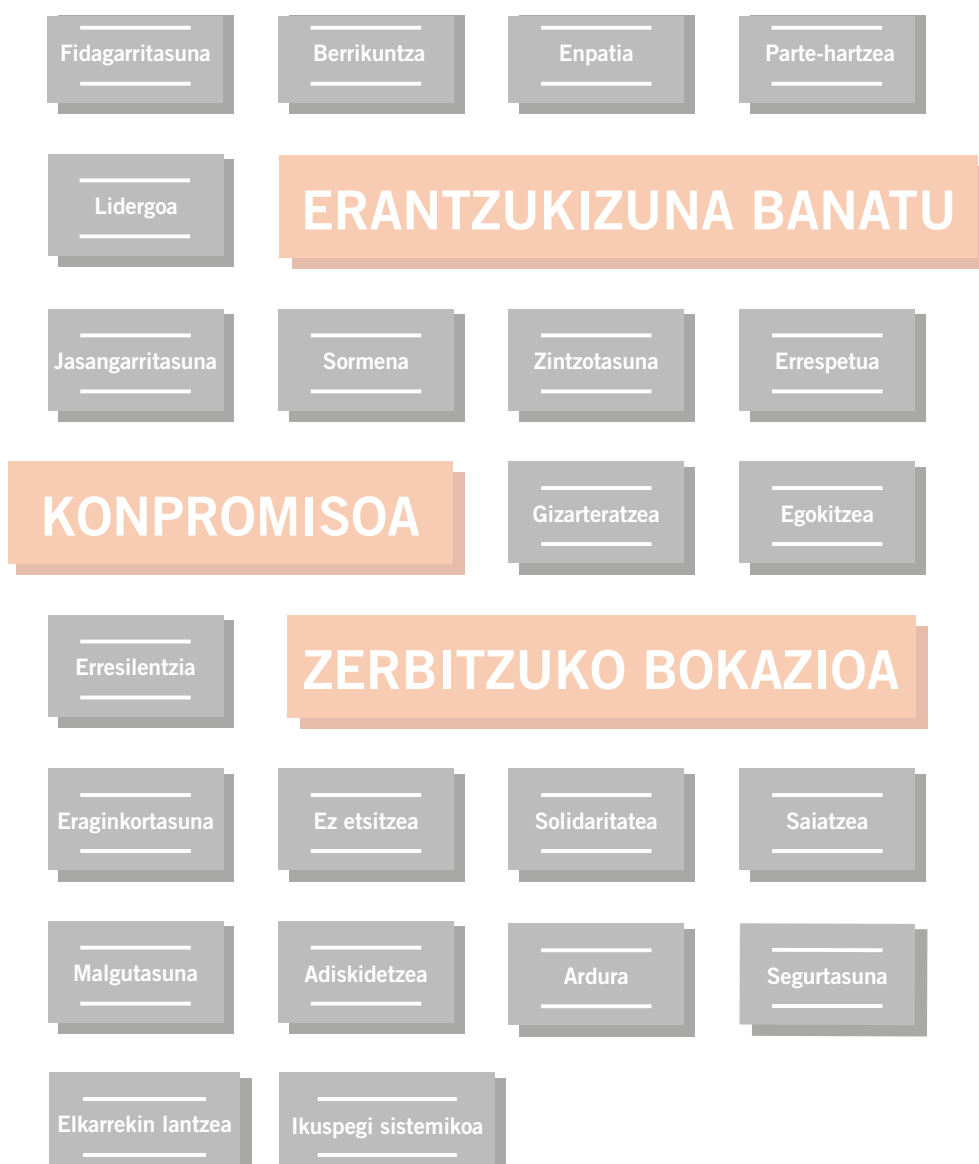 Fidagarritasuna
Berrikuntza
Enpatia
Parte-hartzea
Lidergoa
ERANTZUKIZUNA BANATU
Jasangarritasuna
Sormena
Zintzotasuna
Errespetua
KONPROMISOA
Gizarteratzea
Egokitzea
Erresilentzia
ZERBITZUKO BOKAZIOA
Eraginkortasuna
Ez etsitzea
Solidaritatea
Saiatzea
Malgutasuna
Adiskidetzea
Ardura
Segurtasuna
Elkarrekin lantzea
Ikuspegi sistemikoa